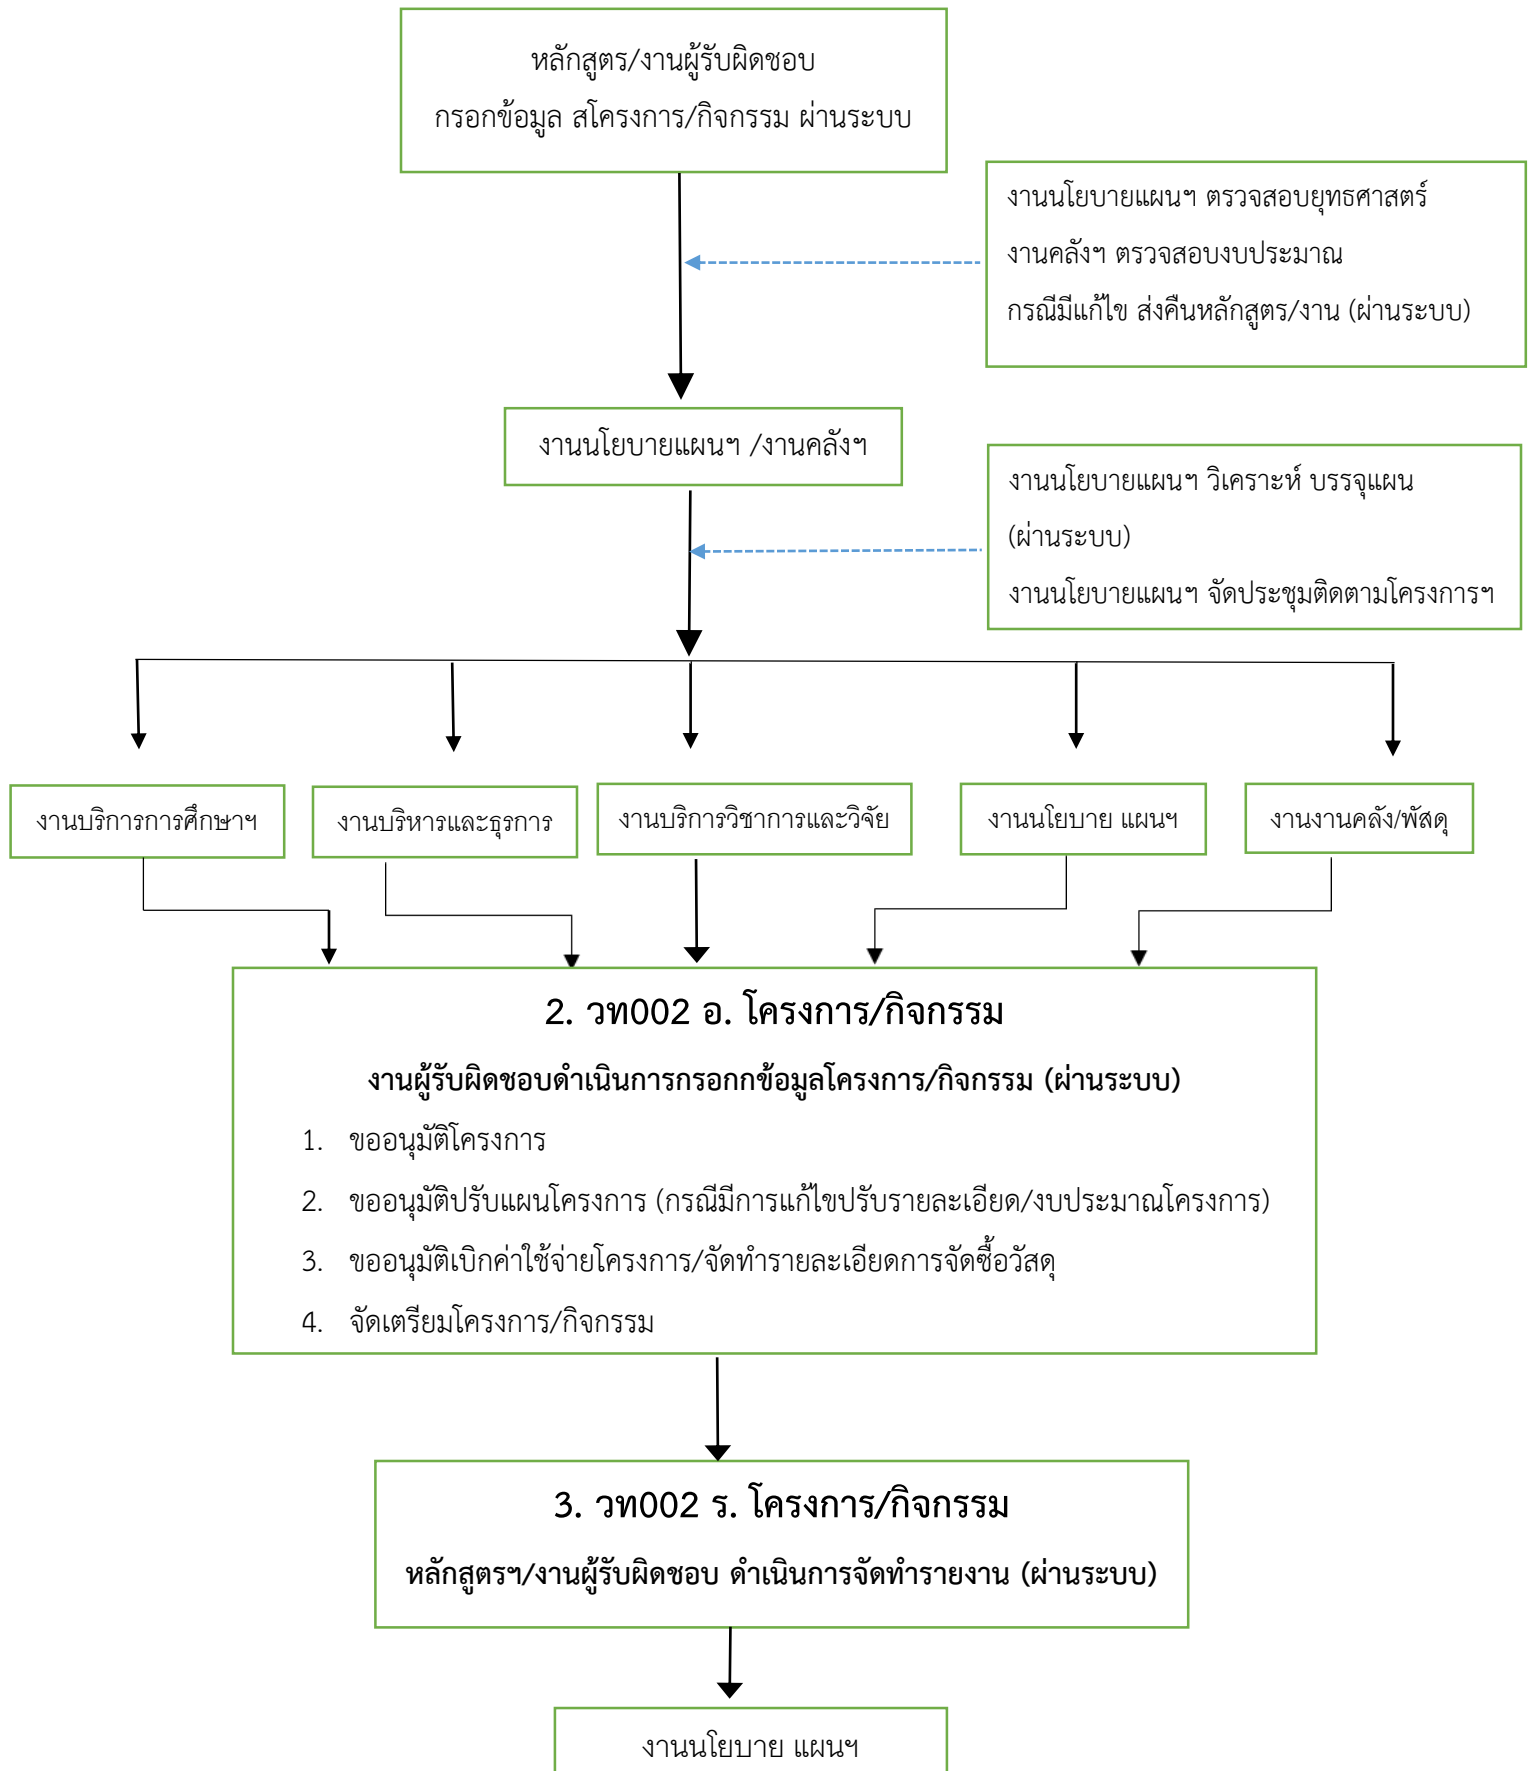 หลักสูตร/งานผู้รับผิดชอบ
กรอกข้อมูล สโครงการ/กิจกรรม ผ่านระบบ
งานนโยบายแผนฯ ตรวจสอบยุทธศาสตร์
งานคลังฯ ตรวจสอบงบประมาณ
กรณีมีแก้ไข ส่งคืนหลักสูตร/งาน (ผ่านระบบ)
งานนโยบายแผนฯ /งานคลังฯ
งานนโยบายแผนฯ วิเคราะห์ บรรจุแผน
(ผ่านระบบ)
งานนโยบายแผนฯ จัดประชุมติดตามโครงการฯ
งานบริการการศึกษาฯ
งานบริหารและธุรการ
งานบริการวิชาการและวิจัย
งานนโยบาย แผนฯ
งานงานคลัง/พัสดุ
2. วท002 อ. โครงการ/กิจกรรม
งานผู้รับผิดชอบดำเนินการกรอกกข้อมูลโครงการ/กิจกรรม (ผ่านระบบ)
1. ขออนุมัติโครงการ
2. ขออนุมัติปรับแผนโครงการ (กรณีมีการแก้ไขปรับรายละเอียด/งบประมาณโครงการ)
3. ขออนุมัติเบิกค่าใช้จ่ายโครงการ/จัดทำรายละเอียดการจัดซื้อวัสดุ
4. จัดเตรียมโครงการ/กิจกรรม
3. วท002 ร. โครงการ/กิจกรรม
หลักสูตรฯ/งานผู้รับผิดชอบ ดำเนินการจัดทำรายงาน (ผ่านระบบ)
งานนโยบาย แผนฯ